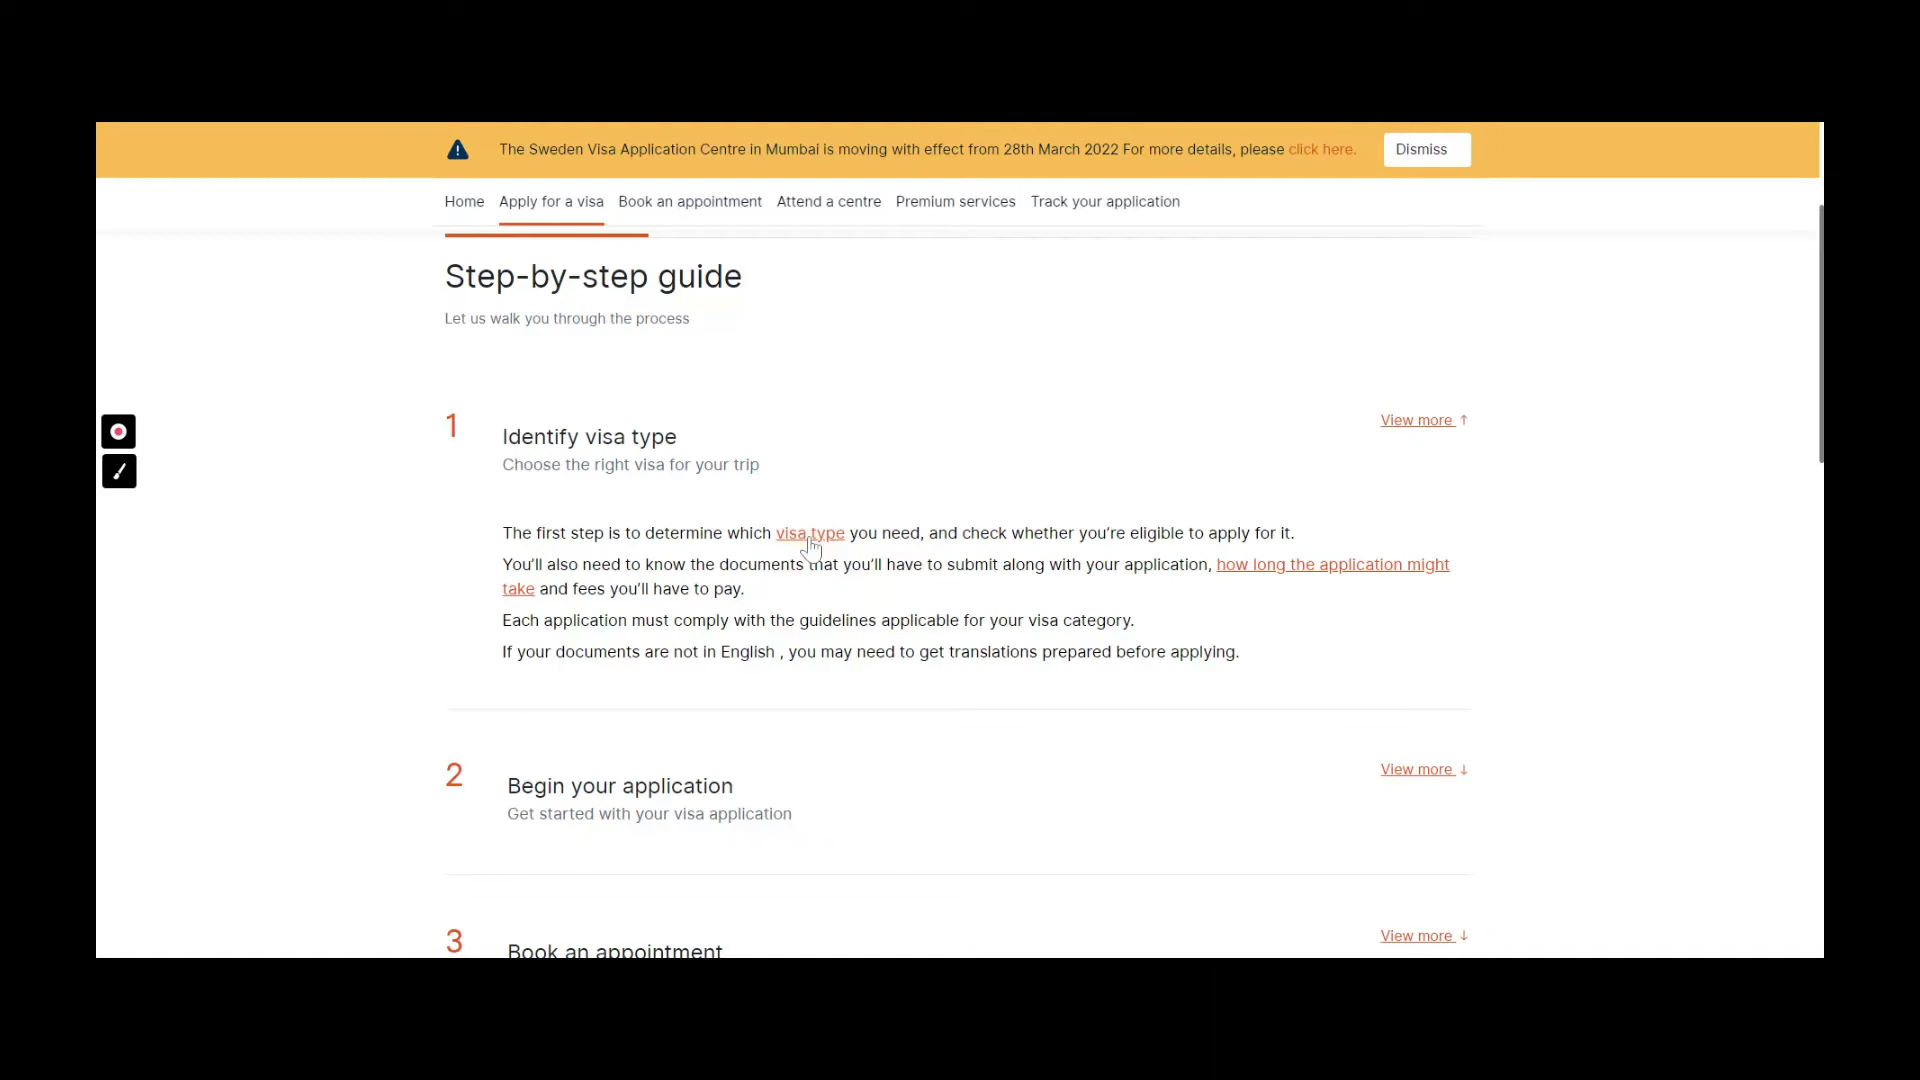 The Sweden Visa Application Centre in Mumbai is moving with effect from 28th March 2022 For more details, please click here.
Dismiss
Home Apply for a visa Book an appointment Attend a centre Premium services Track your application
Step-by-step guide
Let us walk you through the process
1
View more ↑
Identify visa type
Choose the right visa for your trip
The first step is to determine which visa type you need, and check whether you’re eligible to apply for it.
You’ll also need to know the documents that you’ll have to submit along with your application, how long the application might
take and fees you’ll have to pay.
Each application must comply with the guidelines applicable for your visa category.
If your documents are not in English , you may need to get translations prepared before applying.
2
View more ↓
Begin your application
Get started with your visa application
3
View more ↓
Book an appointment